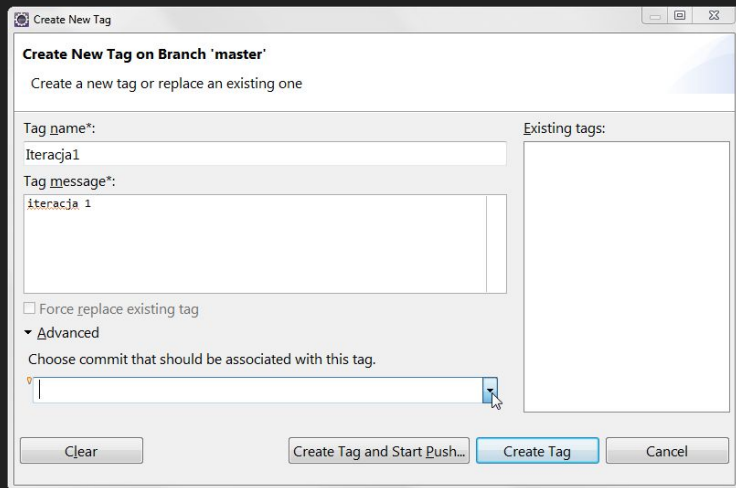 Create New Tag
Create New Tag on Branch 'master'
Create a new tag or replace an existing one
Tag name*:
Iteracja1
Tag message*:
iteracja 1
Force replace existing tag
Advanced
Choose commit that should be associated with this tag.
Existing tags:
Clear
Create Tag and Start Push...
Create Tag
Cancel